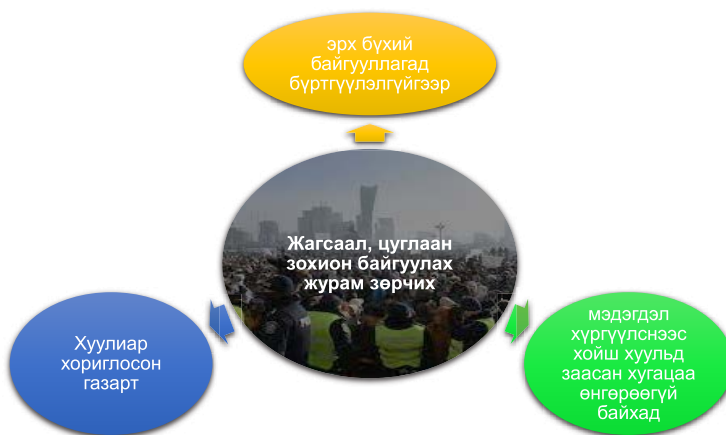 эрх бүхий
байгууллагад
бүртгүүлэлгүйгээр
Жагсаал, цуглаан
зохион байгуулах
журам зөрчих
Хуулиар
хориглосон
газарт
мэдэгдэл
хүргүүлснээс
хойш хуульд
заасан хугацаа
өнгөрөөгүй
байхад